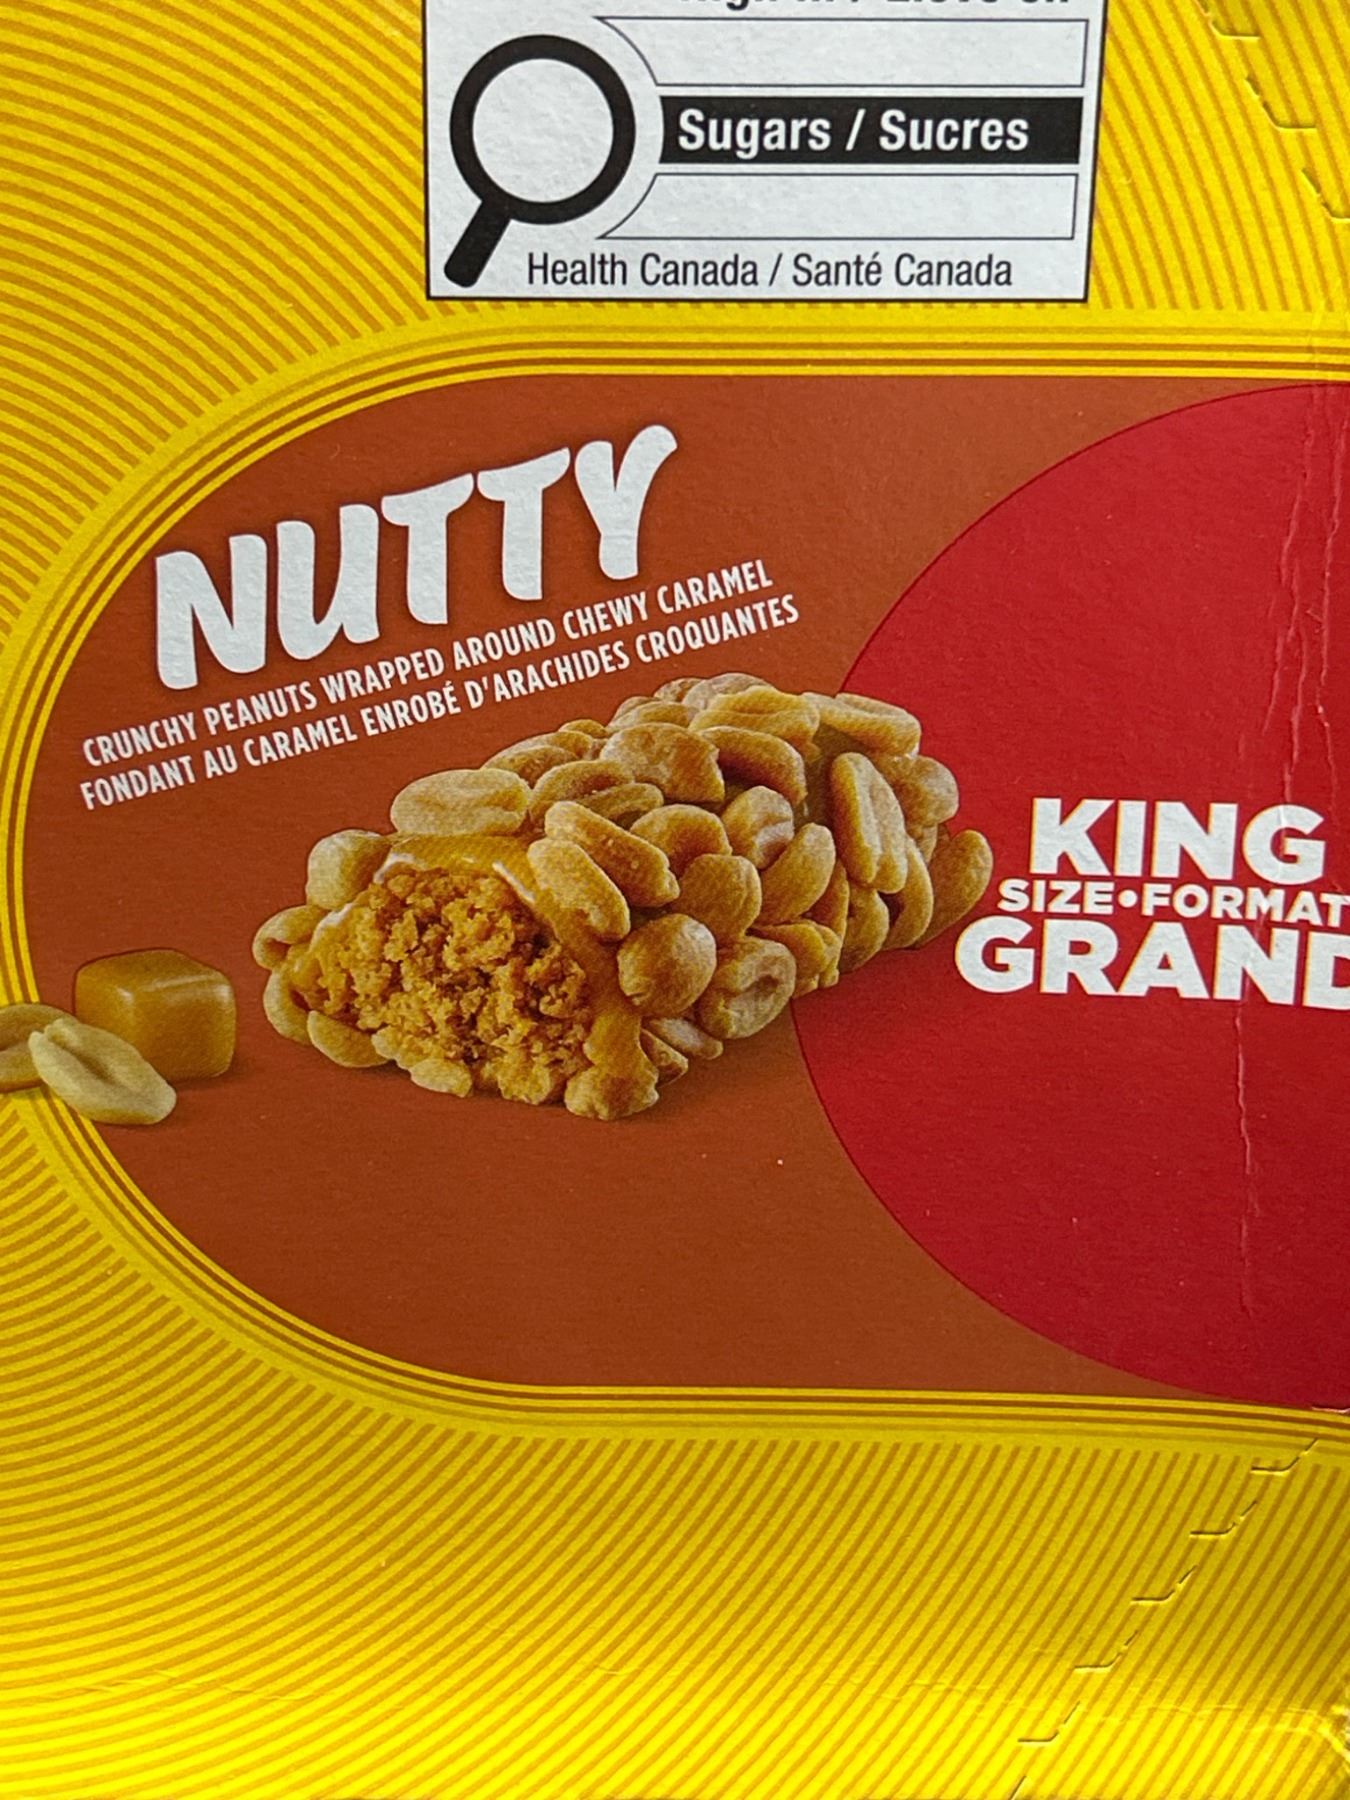 Sugars / Sucres
Health Canada / Santé Canada
NUTTY
CRUNCHY PEANUTS WRAPPED AROUND CHEWY CARAMEL
FONDANT AU CARAMEL ENROBÉ D'ARACHIDES CROQUANTES
KING
SIZE•FORMAT
GRAND